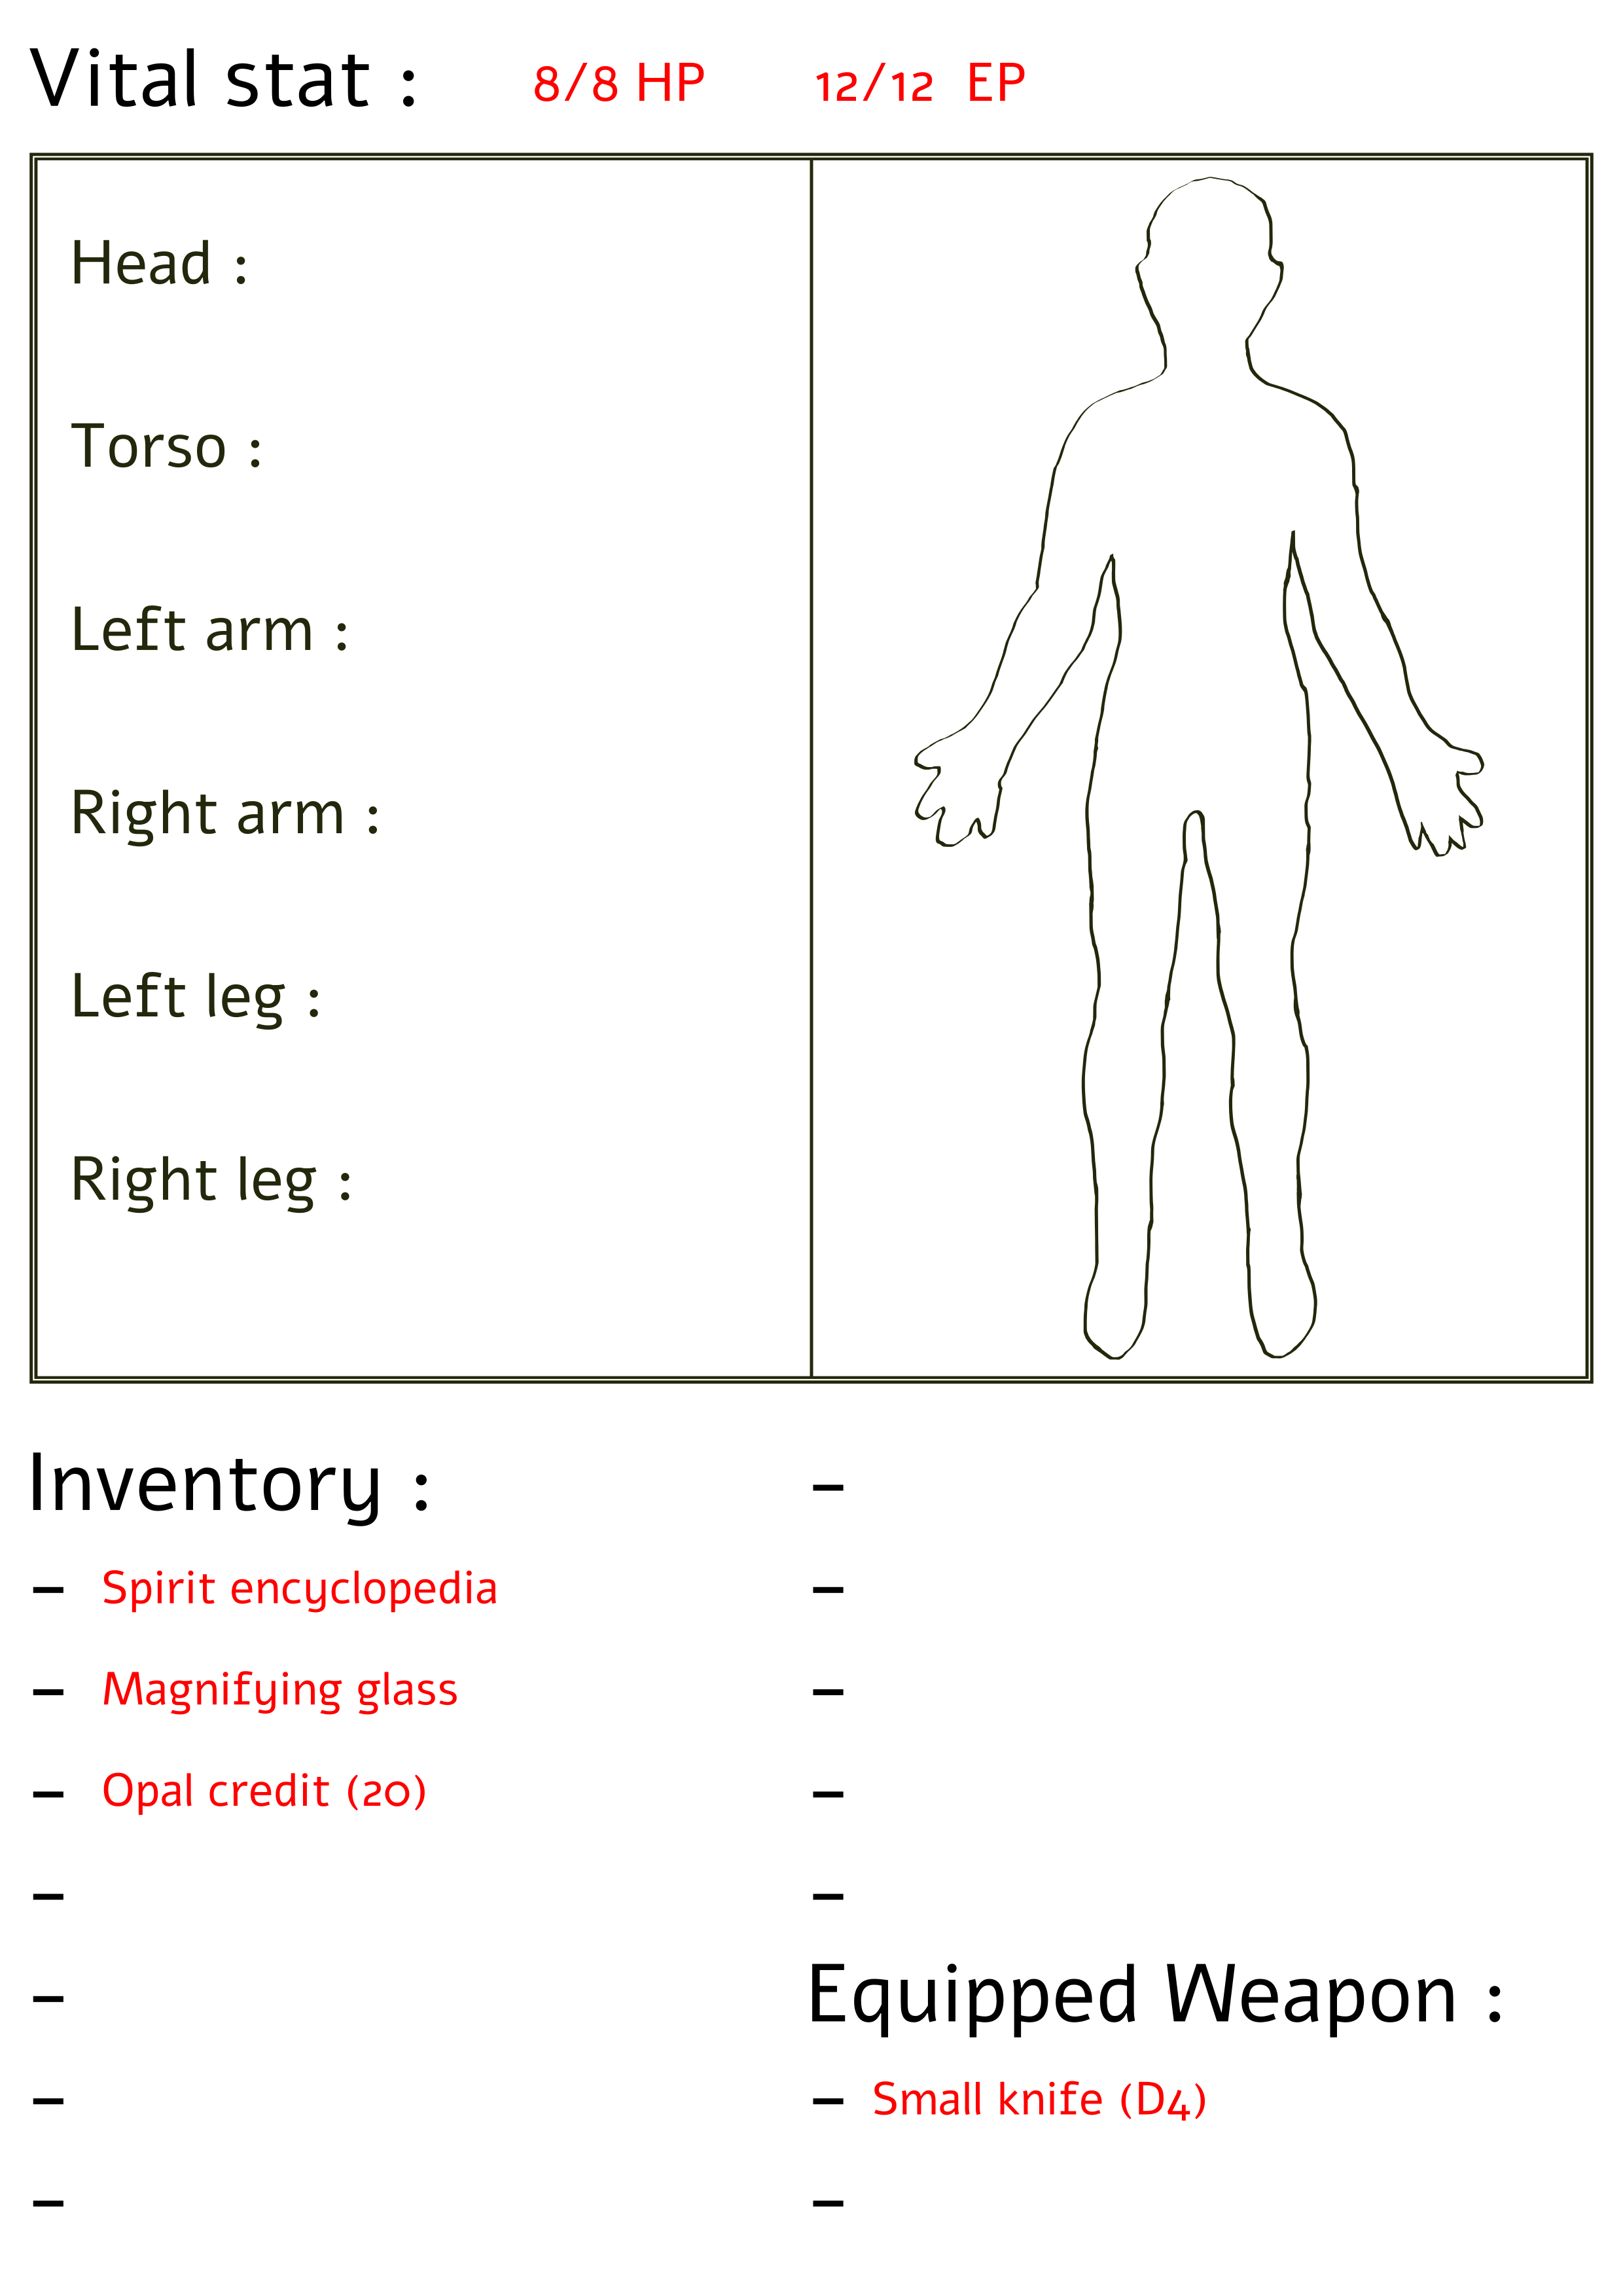 Vital stat : 8/8 HP 12/12 EP
Head :
Torso :
Left arm :
Right arm :
Left leg :
Right leg :
Inventory :
– Spirit encyclopedia
– Magnifying glass
– Opal credit (20)
–
–
–
–
–
–
–
–
–
Equipped Weapon :
– Small knife (D4)
–